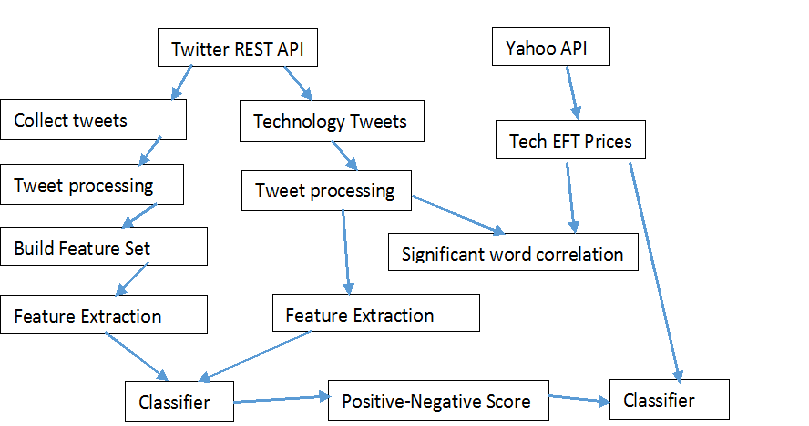 Twitter REST API
Yahoo API
Collect tweets
Technology Tweets
Tech EFT Prices
Tweet processing
Tweet processing
Build Feature Set
Significant word correlation
Feature Extraction
Feature Extraction
Classifier
Positive-Negative Score
Classifier